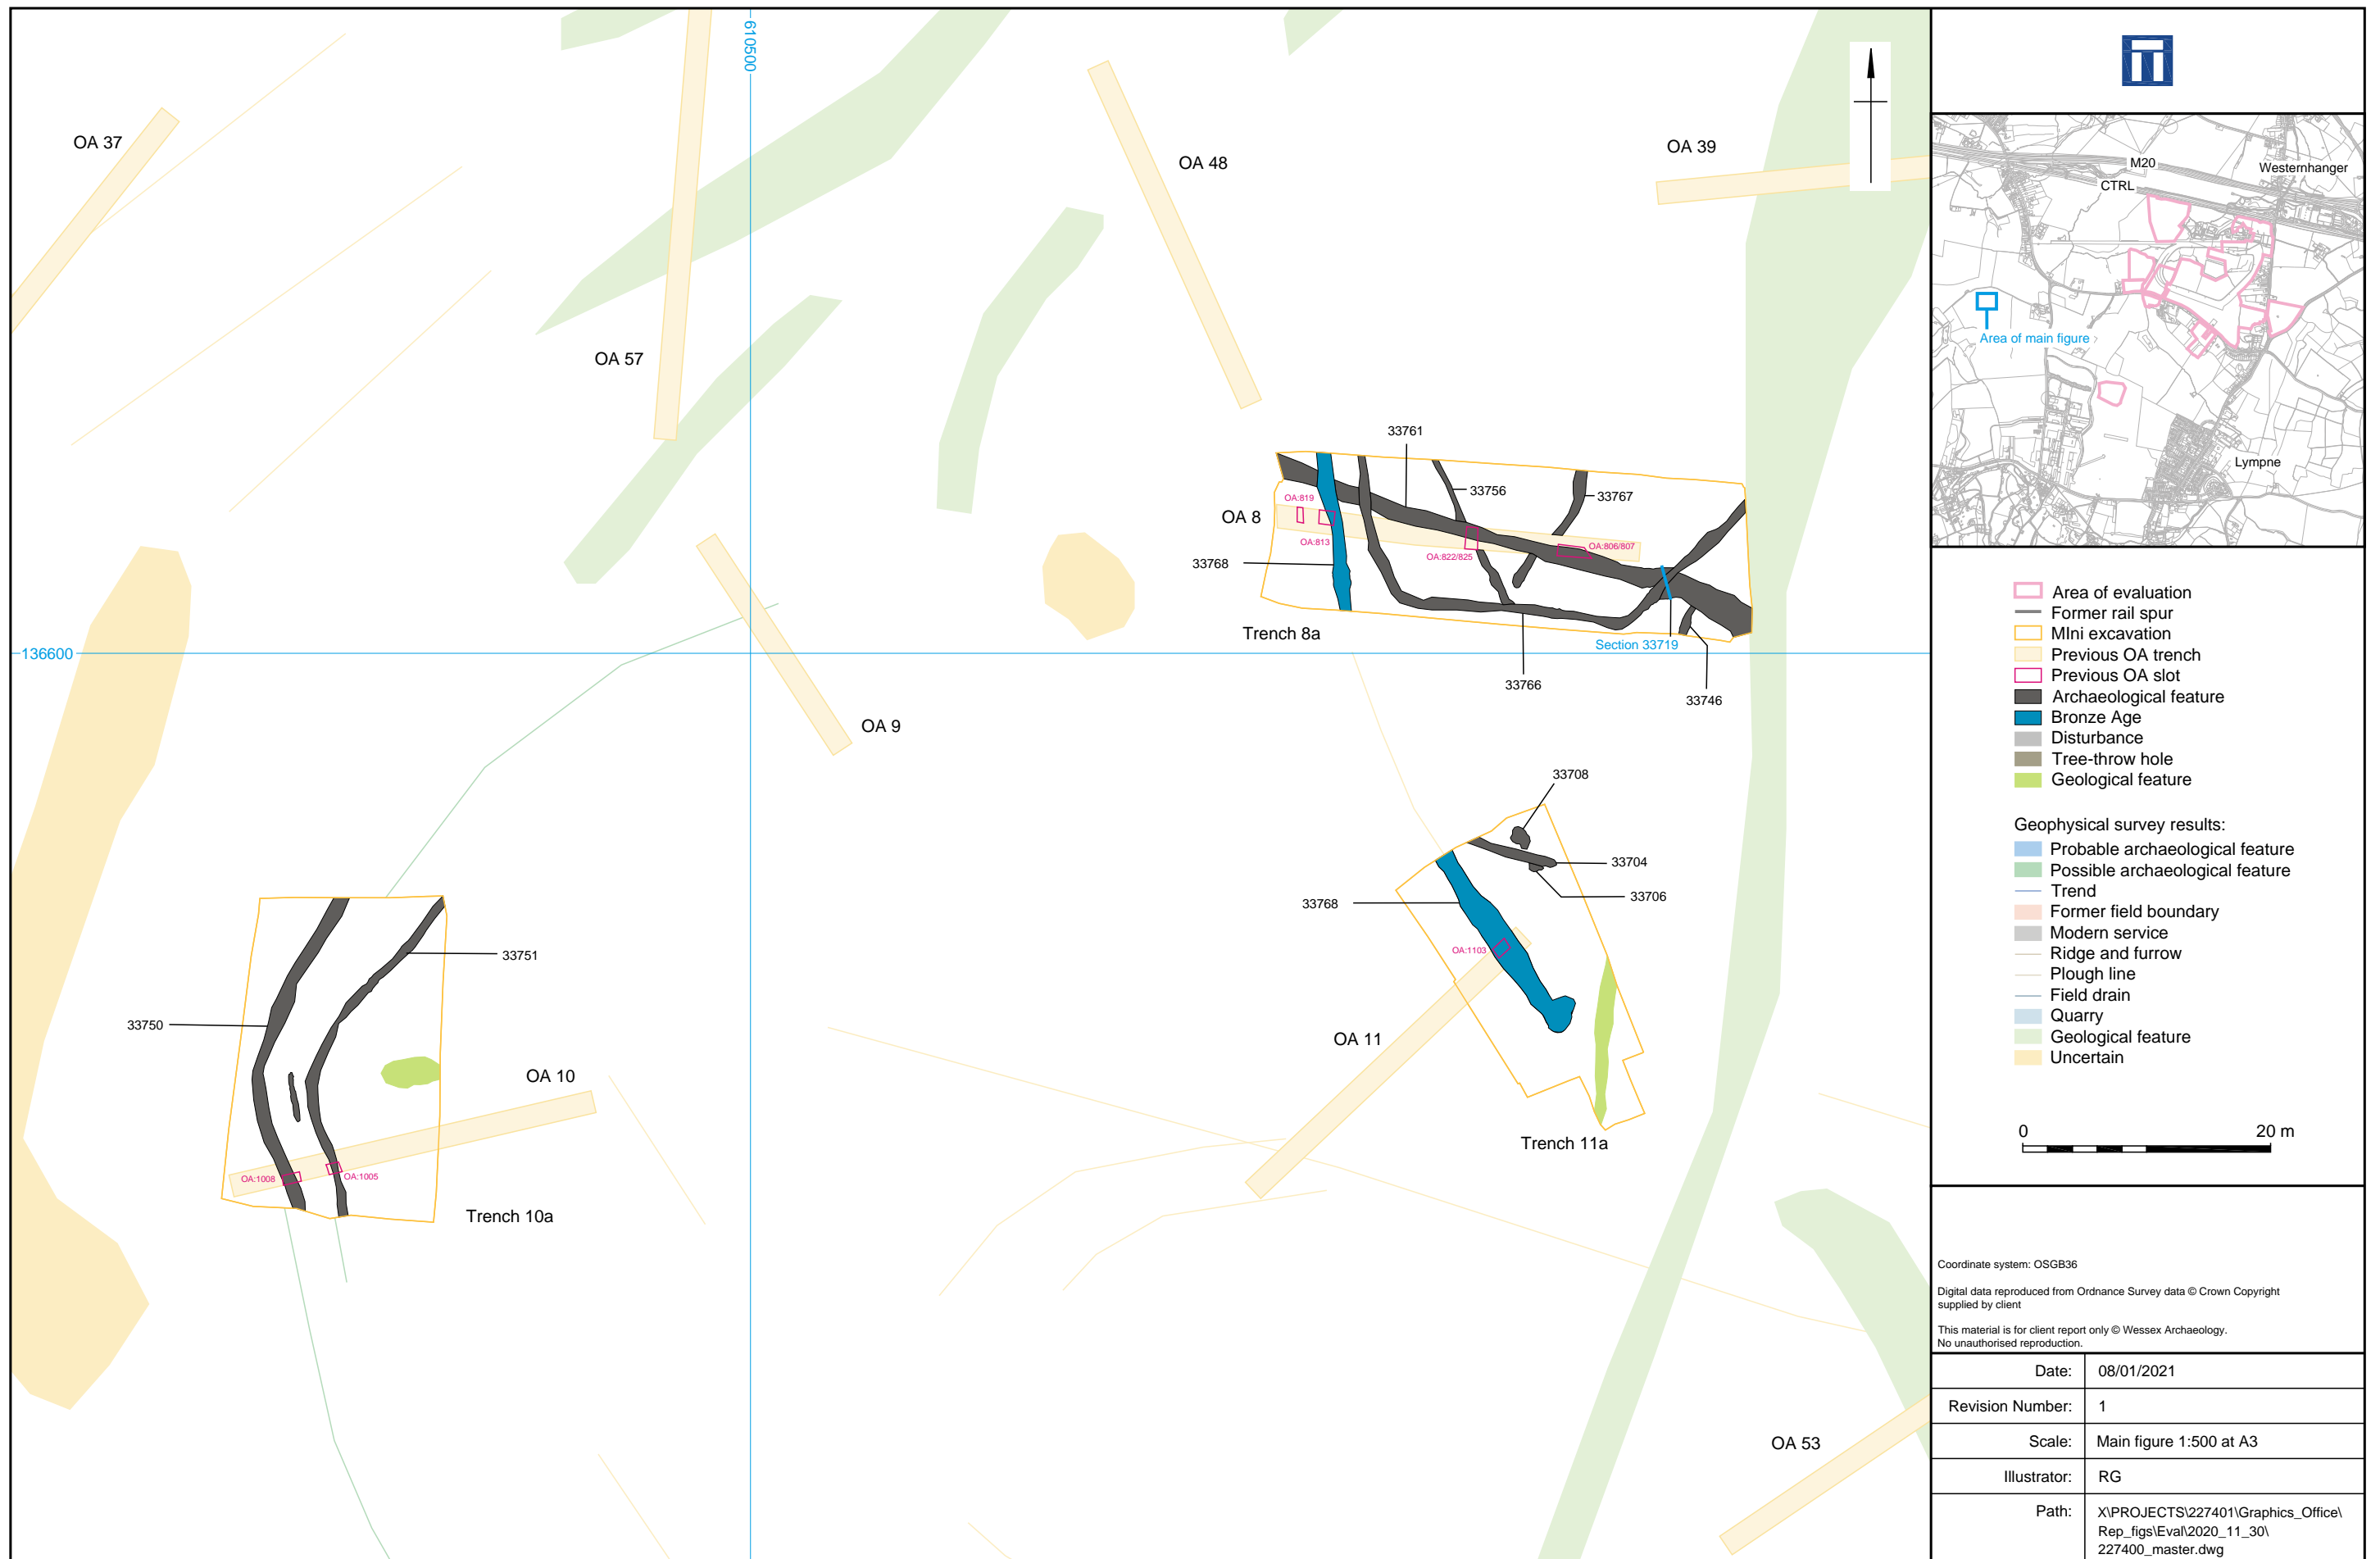 610500
OA 37
OA 48
OA 39
OA 57
33761
33756
33767
OA:819
OA 8
OA:813
OA:822/825
OA:806/807
33768
Trench 8a
Section 33719
136600
33766
33746
OA 9
33708
33704
33706
33768
OA:1103
33751
33750
OA 11
OA 10
Trench 11a
OA:1008
OA:1005
Trench 10a
OA 53
M20
Westernhanger
CTRL
Area of main figure
Lympne
Area of evaluation
Former rail spur
MIni excavation
Previous OA trench
Previous OA slot
Archaeological feature
Bronze Age
Disturbance
Tree-throw hole
Geological feature
Geophysical survey results:
Probable archaeological feature
Possible archaeological feature
Trend
Former field boundary
Modern service
Ridge and furrow
Plough line
Field drain
Quarry
Geological feature
Uncertain
0 20 m
Coordinate system: OSGB36
Digital data reproduced from Ordnance Survey data © Crown Copyright
supplied by client
This material is for client report only © Wessex Archaeology.
No unauthorised reproduction.
Date: 08/01/2021
Revision Number: 1
Scale: Main figure 1:500 at A3
Illustrator: RG
Path: X\PROJECTS\227401\Graphics_Office\
Rep_figs\Eval\2020_11_30\
227400_master.dwg